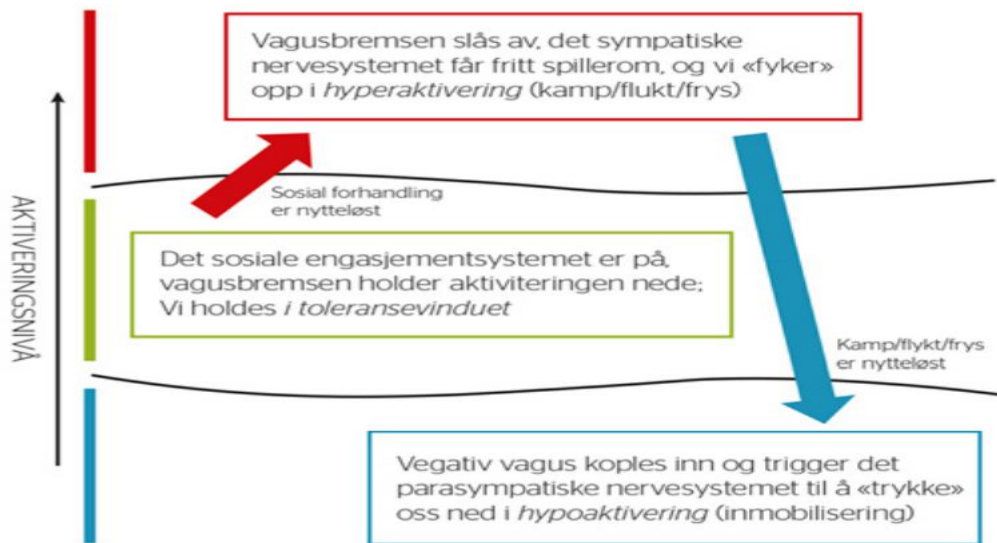 Vagusbremsen slås av, det sympatiske
nervesystemet får fritt spillerom, og vi «fyker»
opp i hyperaktivering (kamp/flukt/frys)
Sosial forhandling
er nytteløst
AKTIVERINGSNIVÅ
Det sosiale engasjementsystemet er på,
vagusbremsen holder aktiviteringen nede;
Vi holdes i toleransevinduet
Kamp/flykt/frys
er nytteløst
Vegativ vagus koples inn og trigger det
parasympatiske nervesystemet til å «trykke»
oss ned i hypoaktivering (inmobilisering)